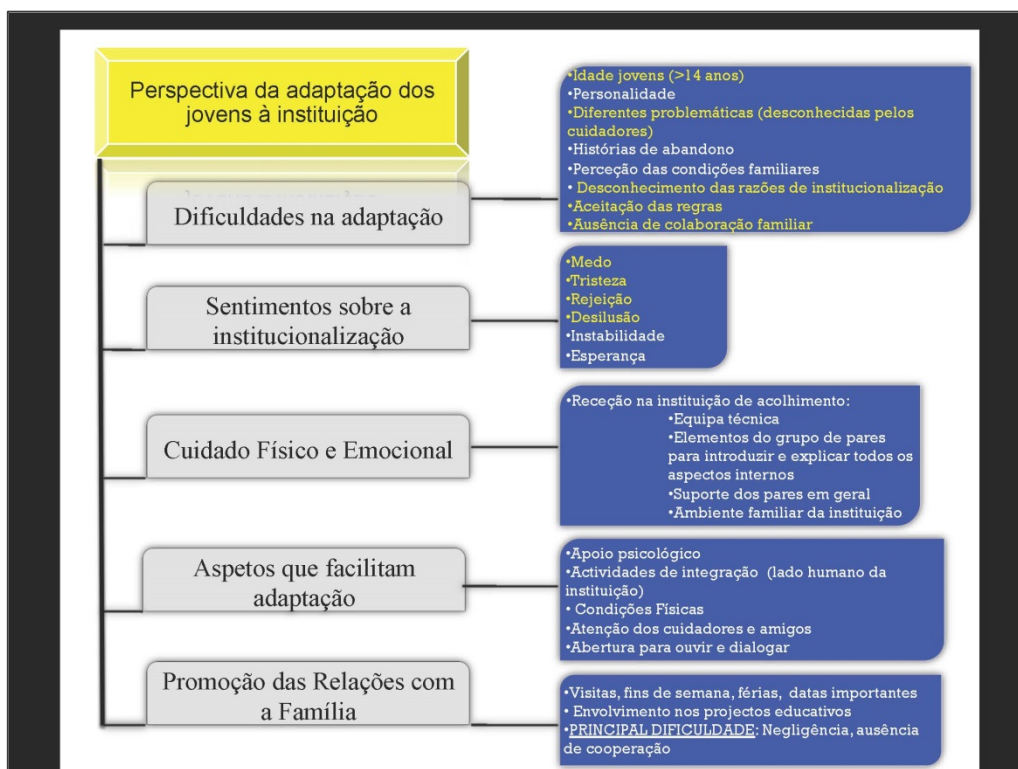 Perspectiva da adaptação dos
jovens à instituição
Dificuldades na adaptação
•Idade jovens (>14 anos)
•Personalidade
•Diferentes problemáticas (desconhecidas pelos
cuidadores)
•Histórias de abandono
•Perceção das condições familiares
• Desconhecimento das razões de institucionalização
•Aceitação das regras
•Ausência de colaboração familiar
Sentimentos sobre a
institucionalização
•Medo
•Tristeza
•Rejeição
•Desilusão
•Instabilidade
•Esperança
Cuidado Físico e Emocional
•Receção na instituição de acolhimento:
•Equipa técnica
•Elementos do grupo de pares
para introduzir e explicar todos os
aspectos internos
•Suporte dos pares em geral
•Ambiente familiar da instituição
Aspetos que facilitam
adaptação
•Apoio psicológico
•Actividades de integração (lado humano da
instituição)
• Condições Físicas
•Atenção dos cuidadores e amigos
•Abertura para ouvir e dialogar
Promoção das Relações com
a Família
•Visitas, fins de semana, férias, datas importantes
• Envolvimento nos projectos educativos
•PRINCIPAL DIFICULDADE: Negligência, ausência
de cooperação